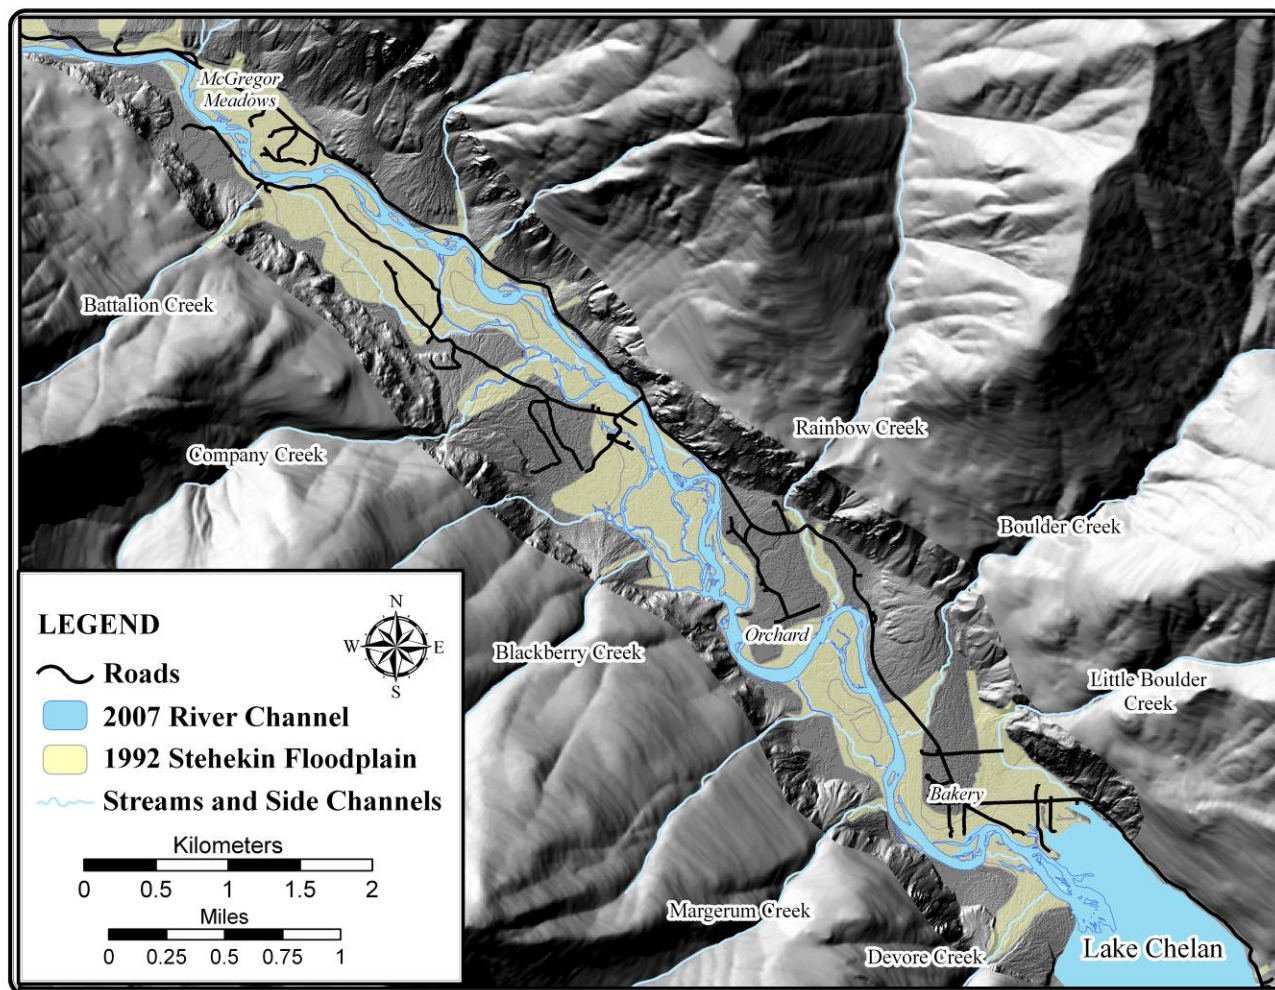 McGregor
Meadows
Battalion Creek
Company Creek
Rainbow Creek
Boulder Creek
Orchard
Blackberry Creek
Little Boulder
Creek
Bakery
Margerum Creek
Devore Creek
Lake Chelan
LEGEND
N
W E
S
Roads
2007 River Channel
1992 Stehekin Floodplain
Streams and Side Channels
Kilometers
0 0.5 1 1.5 2
Miles
0 0.25 0.5 0.75 1